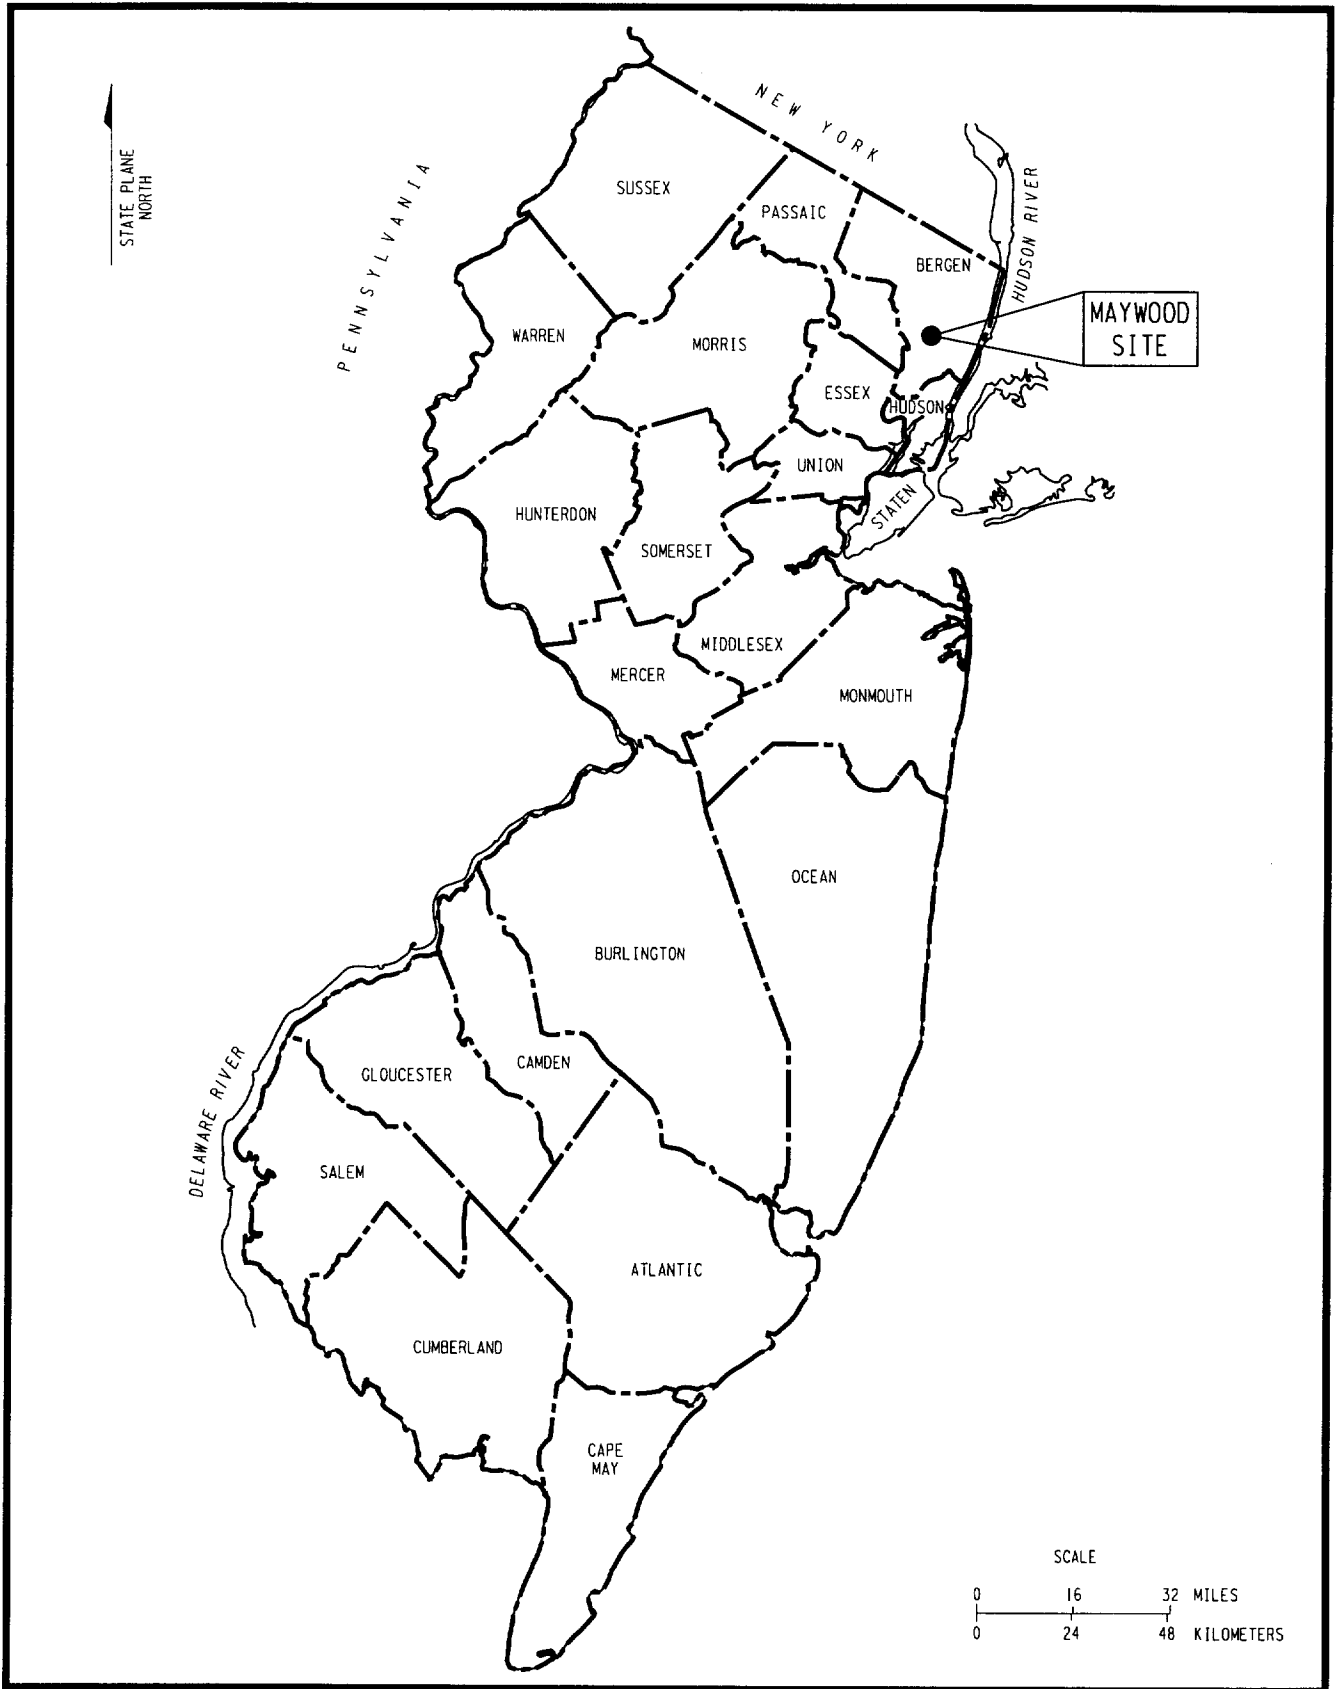 NEW YORK
STATE PLANE
NORTH
PENNSYLVANIA
HUDSON RIVER
SUSSEX
PASSAIC
BERGEN
MAYWOOD
SITE
WARREN
MORRIS
ESSEX
HUDSON
UNION
STATEN
HUNTERDON
SOMERSET
MIDDLESEX
MERCER
MONMOUTH
OCEAN
BURLINGTON
CAMDEN
GLOUCESTER
DELAWARE RIVER
SALEM
ATLANTIC
CUMBERLAND
CAPE
MAY
SCALE
0 16 32 MILES
0 24 48 KILOMETERS